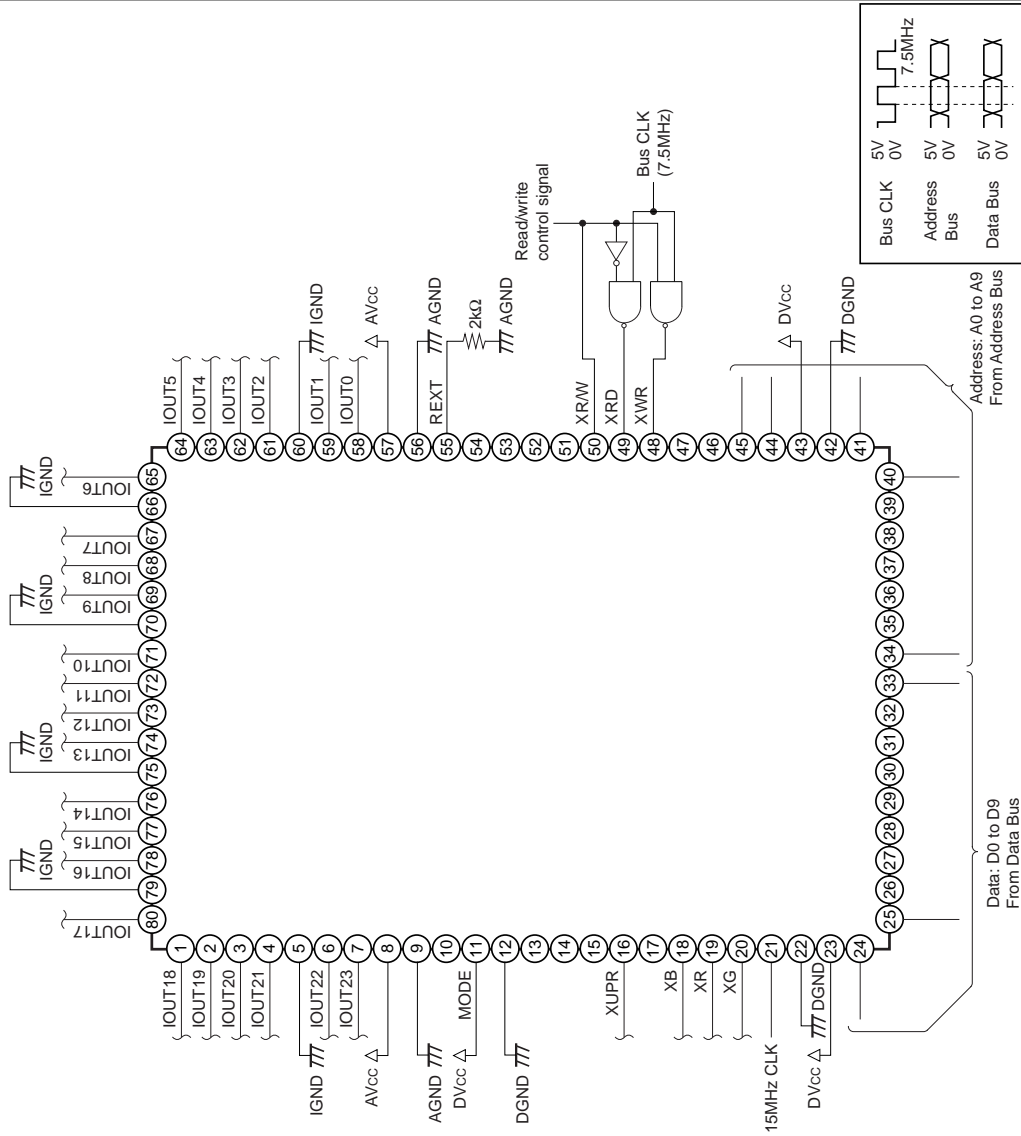 IGND
IGND
IGND
IGND
IOUT17
IOUT16
IOUT15
IOUT14
IOUT13
IOUT12
IOUT11
IOUT10
IOUT9
IOUT8
IOUT7
IOUT6
80
79
78
77
76
75
74
73
72
71
70
69
68
67
66
65
IOUT18
1
IOUT19
2
IOUT20
3
IOUT21
4
IGND
5
IOUT22
6
IOUT23
7
AVcc
8
AGND
9
10
DVcc
MODE
11
DGND
12
13
14
15
XUPR
16
17
XB
18
XR
19
XG
20
15MHz CLK
21
DGND
22
DVcc
23
24
64
IOUT5
63
IOUT4
62
IOUT3
61
IOUT2
60
IGND
59
IOUT1
58
IOUT0
57
AVcc
56
AGND
55
REXT
2kΩ
AGND
54
53
52
51
50
XR/W
49
XRD
48
XWR
Read/write
control signal
Bus CLK
(7.5MHz)
47
46
45
44
43
DVcc
42
DGND
41
25
26
27
28
29
30
31
32
33
34
35
36
37
38
39
40
Data: D0 to D9
From Data Bus
Address: A0 to A9
From Address Bus
Bus CLK
5V
0V
7.5MHz
Address
Bus
5V
0V
Data Bus
5V
0V